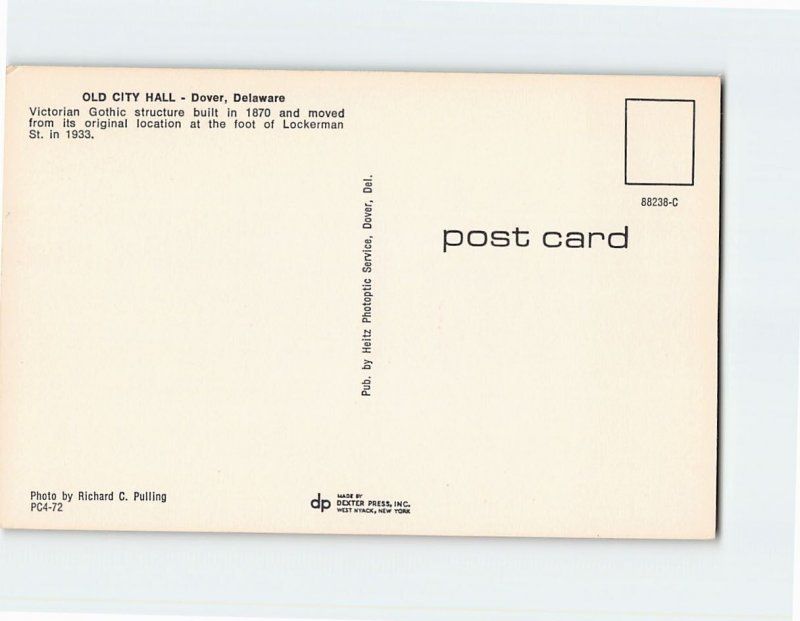 OLD CITY HALL - Dover, Delaware
Victorian Gothic structure built in 1870 and moved
from its original location at the foot of Lockerman
St. in 1933.
88238-C
post card
Pub. by Heitz Photoptic Service, Dover, Del.
Photo by Richard C. Pulling
PC4-72
dp
MADE BY
DEXTER PRESS, INC.
WEST NYACK, NEW YORK